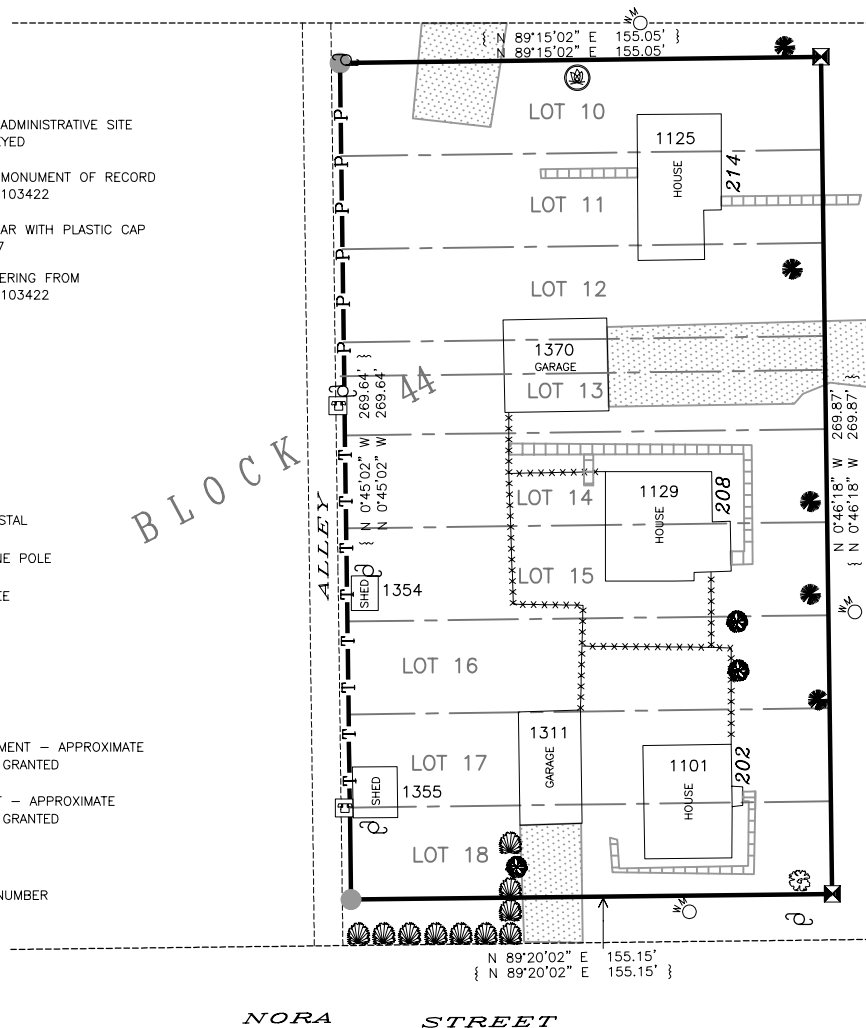 WM
{ N 89°15'02" E 155.05' }
N 89°15'02" E 155.05'
LOT 10
ADMINISTRATIVE SITE
EYED
1125
HOUSE
214
P
P
MONUMENT OF RECORD
103422
LOT 11
P
AR WITH PLASTIC CAP
7
P
ERING FROM
103422
LOT 12
P
P
1370
GARAGE
LOT 13
BLOCK 44
{ N 0°45'02" W 269.64' }
N 0°45'02" W 269.64'
N 0°46'18" W 269.87'
{ N 0°46'18" W 269.87' }
T
LOT 14
1129
HOUSE
208
T
STAL
ALLEY
T
NE POLE
LOT 15
SHED
1354
T
EE
WM
T
LOT 16
T
T
1311
GARAGE
MENT – APPROXIMATE
GRANTED
LOT 17
1101
HOUSE
202
T
SHED
1355
T – APPROXIMATE
GRANTED
LOT 18
NUMBER
WM
N 89°20'02" E 155.15'
{ N 89°20'02" E 155.15' }
NORA STREET